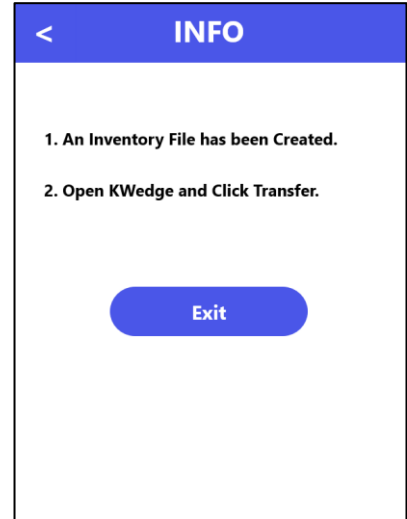 < INFO
1. An Inventory File has been Created.
2. Open KWedge and Click Transfer.
Exit